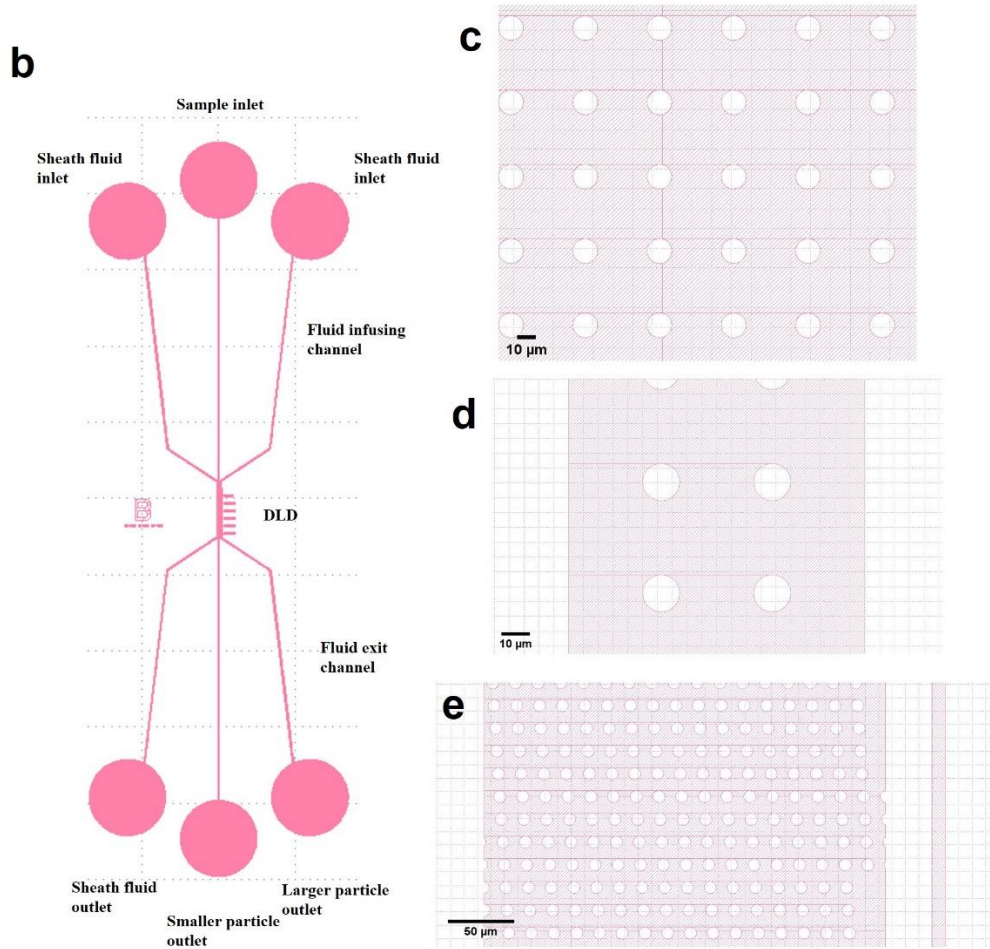 b
Sample inlet
Sheath fluid
inlet
Sheath fluid
inlet
Fluid infusing
channel
B
DLD
Fluid exit
channel
Sheath fluid
outlet
Smaller particle
outlet
Larger particle
outlet
c
10 µm
d
10 µm
e
50 µm